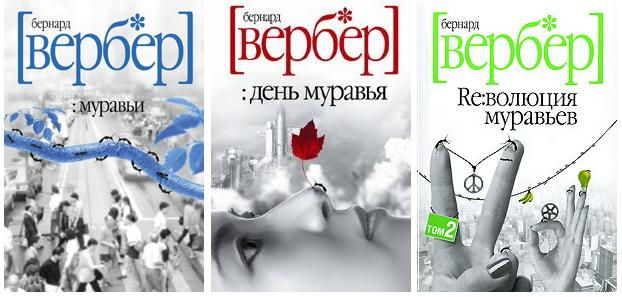 бернард
[вербер]
: муравьи
бернард
[вербер]
: день муравья
бернард
[вербер]
Re:волюция
муравьев
ТОМ 2